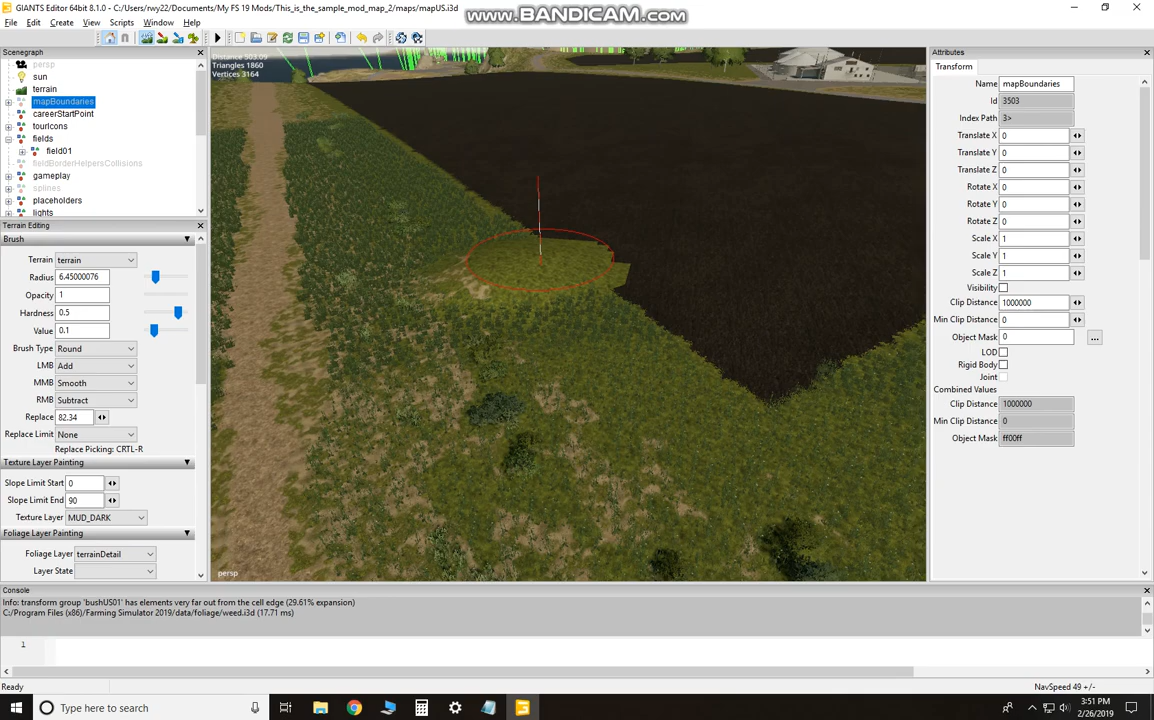 GIANTS Editor 64bit 8.1.0 - C:/Users/rwy22/Documents/My FS 19 Mods/This_is_the_sample_mod_map_2/maps/mapUS.i3d
www.BANDICAM.com
File Edit Create View Scripts Window Help
Scenegraph
persp
sun
terrain
mapBoundaries
careerStartPoint
tourIcons
fields
field01
fieldBorderHelpersCollisions
gameplay
splines
placeholders
lights
Terrain Editing
Brush
Terrain terrain
Radius 6.45000076
Opacity 1
Hardness 0.5
Value 0.1
Brush Type Round
LMB Add
MMB Smooth
RMB Subtract
Replace 82.34
Replace Limit None
Replace Picking: CRTL-R
Texture Layer Painting
Slope Limit Start 0
Slope Limit End 90
Texture Layer MUD_DARK
Foliage Layer Painting
Foliage Layer terrainDetail
Layer State
Distance 503.09
Triangles 1860
Vertices 3164
persp
Attributes
Transform
Name mapBoundaries
Id 3503
Index Path 3>
Translate X 0
Translate Y 0
Translate Z 0
Rotate X 0
Rotate Y 0
Rotate Z 0
Scale X 1
Scale Y 1
Scale Z 1
Visibility
Clip Distance 1000000
Min Clip Distance 0
Object Mask 0 ...
LOD
Rigid Body
Joint
Combined Values
Clip Distance 1000000
Min Clip Distance 0
Object Mask ff00ff
Console
Info: transform group 'bushUS01' has elements very far out from the cell edge (29.61% expansion)
C:/Program Files (x86)/Farming Simulator 2019/data/foliage/weed.i3d (17.71 ms)
1
Ready
NavSpeed 49 +/-
Type here to search
3:51 PM
2/26/2019